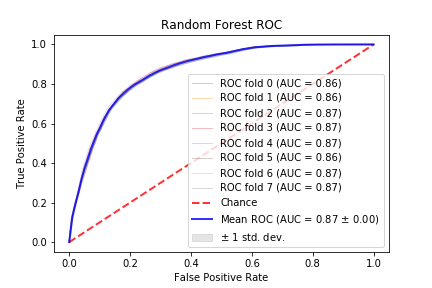 Random Forest ROC
True Positive Rate
1.0
0.8
0.6
0.4
0.2
0.0
ROC fold 0 (AUC = 0.86)
ROC fold 1 (AUC = 0.86)
ROC fold 2 (AUC = 0.87)
ROC fold 3 (AUC = 0.87)
ROC fold 4 (AUC = 0.87)
ROC fold 5 (AUC = 0.86)
ROC fold 6 (AUC = 0.87)
ROC fold 7 (AUC = 0.87)
Chance
Mean ROC (AUC = 0.87 ± 0.00)
± 1 std. dev.
0.0 0.2 0.4 0.6 0.8 1.0
False Positive Rate